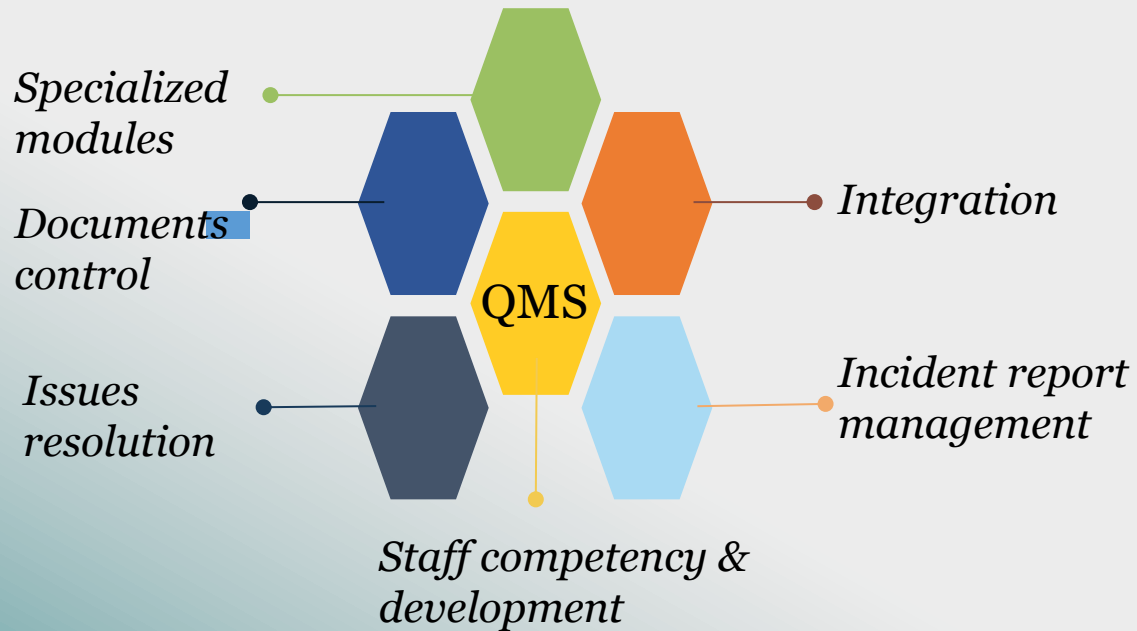 Specialized
modules
Documents
control
Issues
resolution
QMS
Integration
Incident report
management
Staff competency &
development